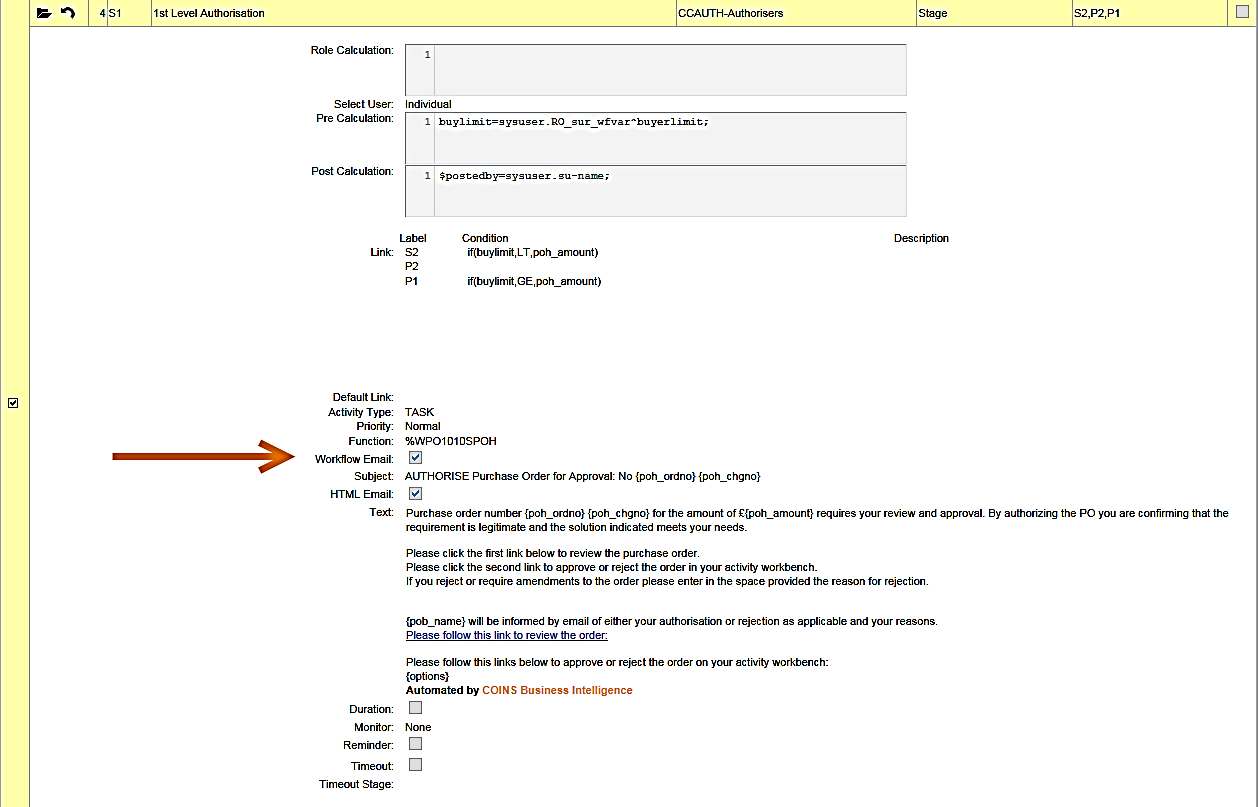 4 S1 1st Level Authorisation CCAUTH-Authorisers Stage S2,P2,P1
Role Calculation: 1
Select User: Individual
Pre Calculation: 1 buylimit=sysuser.RO_sur_wfvar^buyerlimit;
Post Calculation: 1 $postedby=sysuser.su-name;
Label Condition Description
Link: S2 if(buylimit,LT,poh_amount)
P2
P1 if(buylimit,GE,poh_amount)
Default Link:
Activity Type: TASK
Priority: Normal
Function: %WPO1010SPOH
Workflow Email:
Subject: AUTHORISE Purchase Order for Approval: No {poh_ordno} {poh_chgno}
HTML Email:
Text: Purchase order number {poh_ordno} {poh_chgno} for the amount of £{poh_amount} requires your review and approval. By authorizing the PO you are confirming that the
requirement is legitimate and the solution indicated meets your needs.
Please click the first link below to review the purchase order.
Please click the second link to approve or reject the order in your activity workbench.
If you reject or require amendments to the order please enter in the space provided the reason for rejection.
{pob_name} will be informed by email of either your authorisation or rejection as applicable and your reasons.
Please follow this link to review the order:
Please follow this links below to approve or reject the order on your activity workbench:
{options}
Automated by COINS Business Intelligence
Duration:
Monitor: None
Reminder:
Timeout:
Timeout Stage: